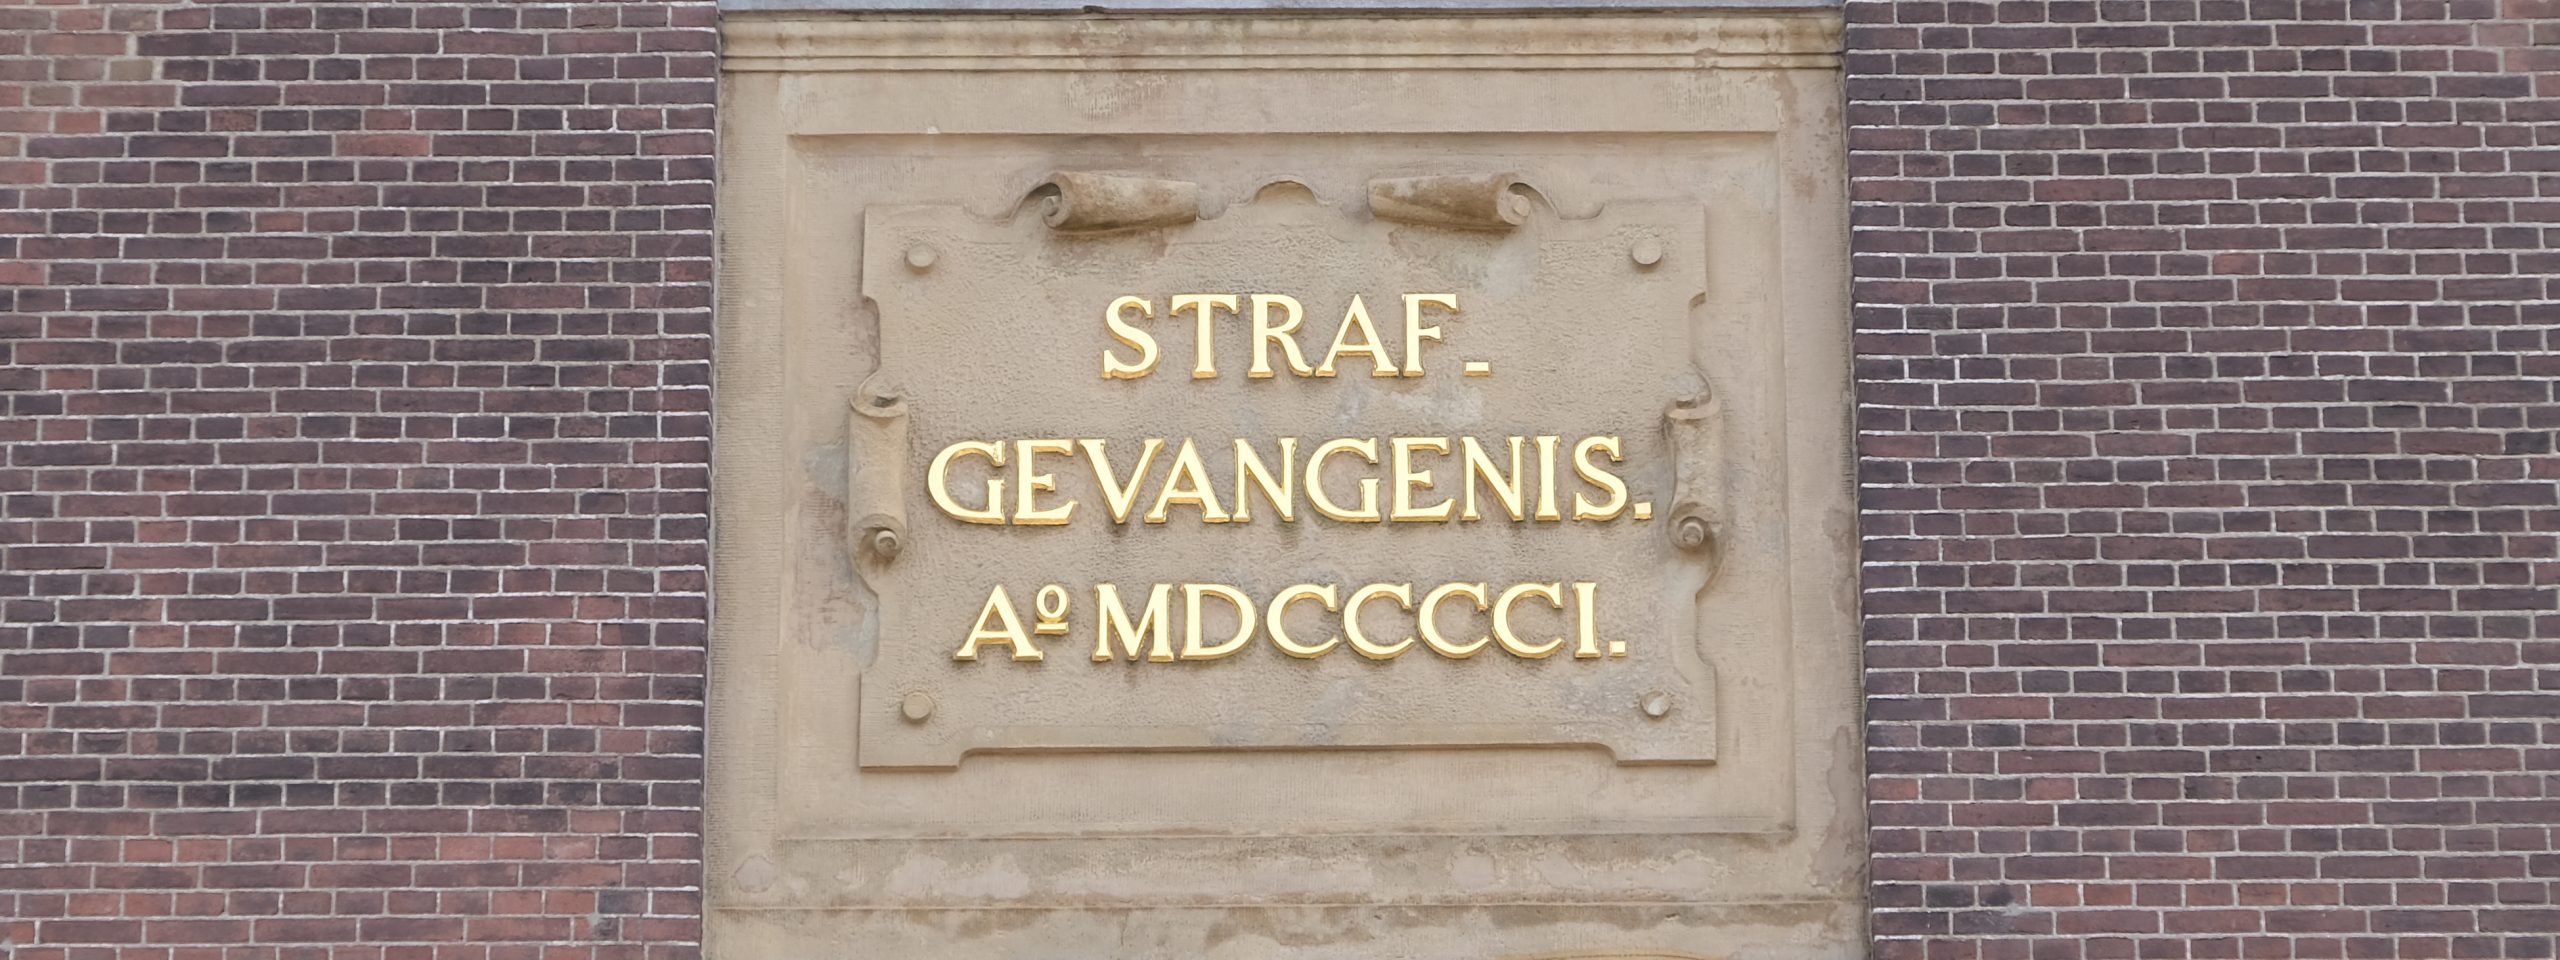 STRAF-
GEVANGENIS.
Aº MDCCCCI.